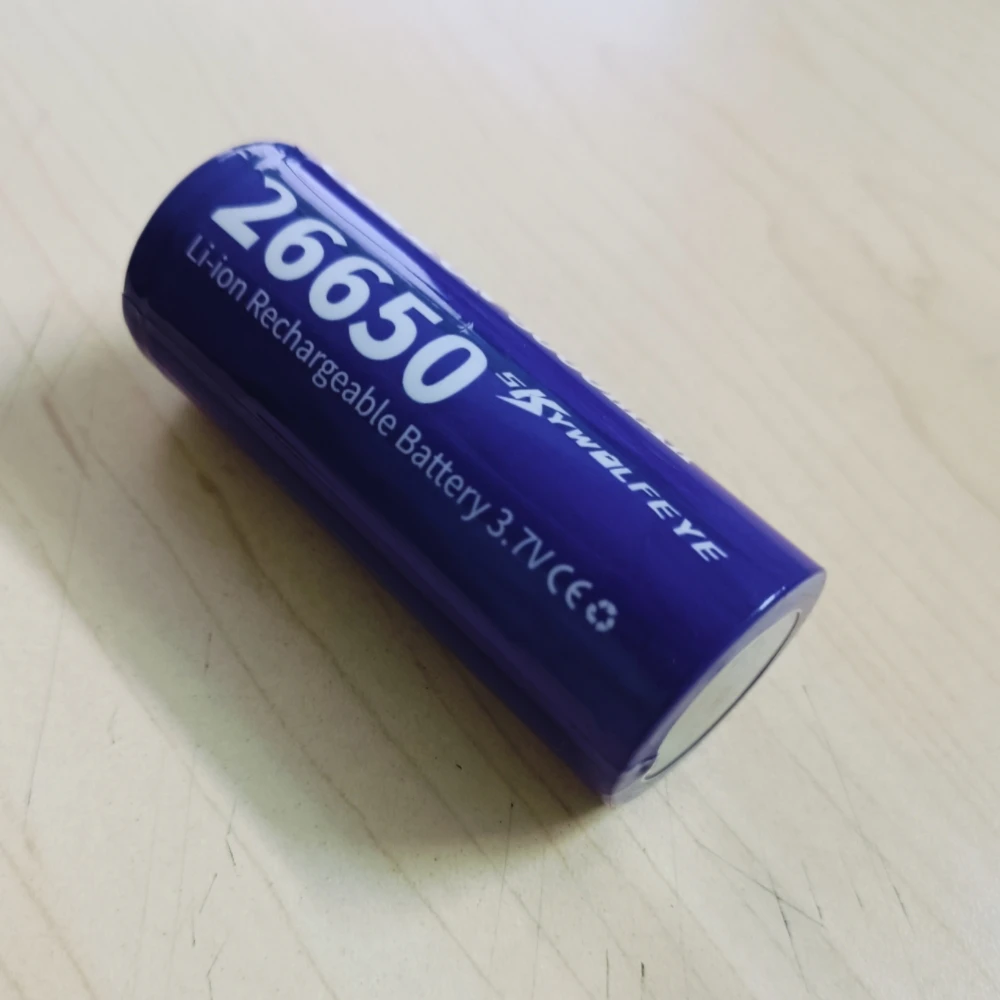 26650
Li-ion Rechargeable Battery 3.7V CE
SKYWOLFEYE